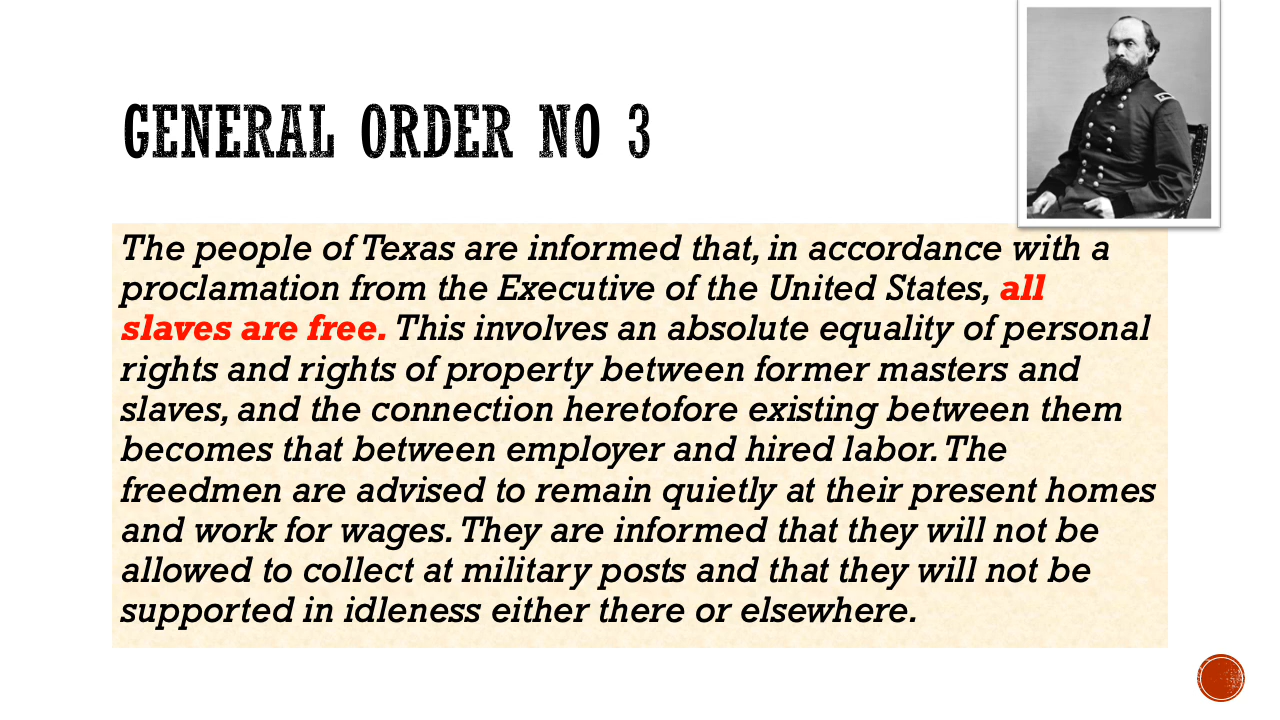 GENERAL ORDER NO 3
The people of Texas are informed that, in accordance with a
proclamation from the Executive of the United States, all
slaves are free. This involves an absolute equality of personal
rights and rights of property between former masters and
slaves, and the connection heretofore existing between them
becomes that between employer and hired labor. The
freedmen are advised to remain quietly at their present homes
and work for wages. They are informed that they will not be
allowed to collect at military posts and that they will not be
supported in idleness either there or elsewhere.